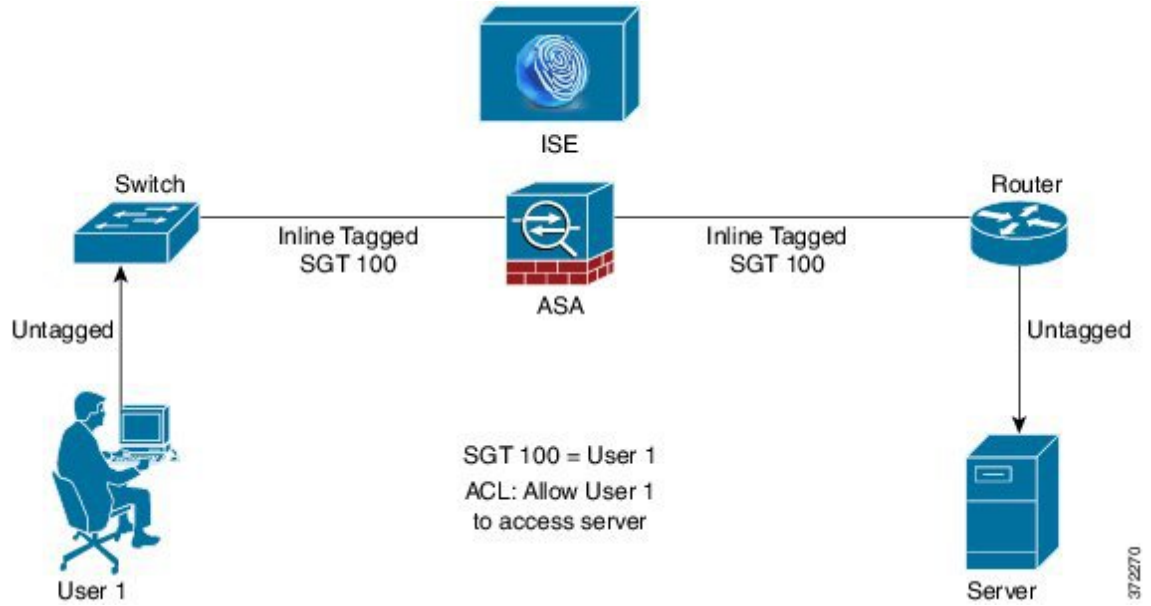 ISE
Switch
Router
Inline Tagged
SGT 100
Inline Tagged
SGT 100
ASA
Untagged
Untagged
SGT 100 = User 1
ACL: Allow User 1
to access server
User 1
Server
372270